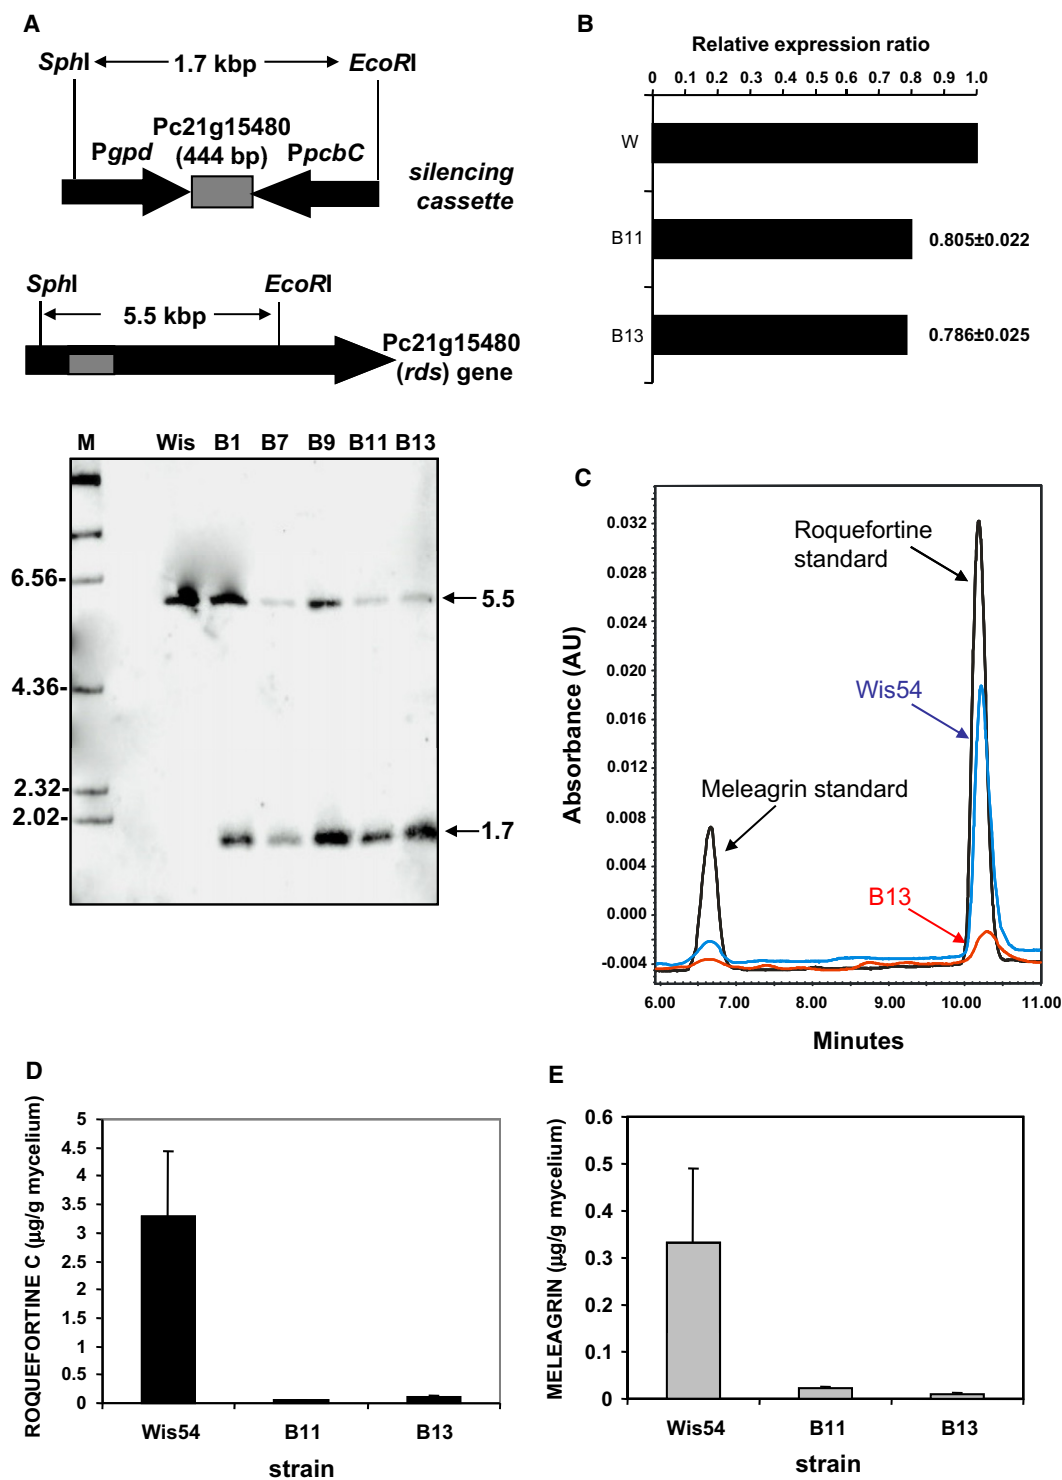 A
SphI 1.7 kbp EcoRI
Pc21g15480
Pgpd (444 bp) PpcbC
silencing
cassette
SphI EcoRI
5.5 kbp
Pc21g15480
(rds) gene
M Wis B1 B7 B9 B11 B13
6.56-
5.5
4.36-
2.32-
2.02-
1.7
B
Relative expression ratio
0 0.1 0.2 0.3 0.4 0.5 0.6 0.7 0.8 0.9 1.0
W
B11 0.805±0.022
B13 0.786±0.025
C
Absorbance (AU)
0.032
0.028
0.024
0.020
0.016
0.012
0.008
0.004
0.000
-0.004
Roquefortine
standard
Wis54
Meleagrin standard
B13
6.00 7.00 8.00 9.00 10.00 11.00
Minutes
D
ROQUEFORTINE C (µg/g mycelium)
5
4.5
4
3.5
3
2.5
2
1.5
1
0.5
0
Wis54 B11 B13
strain
E
MELEAGRIN (µg/g mycelium)
0.6
0.5
0.4
0.3
0.2
0.1
0
Wis54 B11 B13
strain